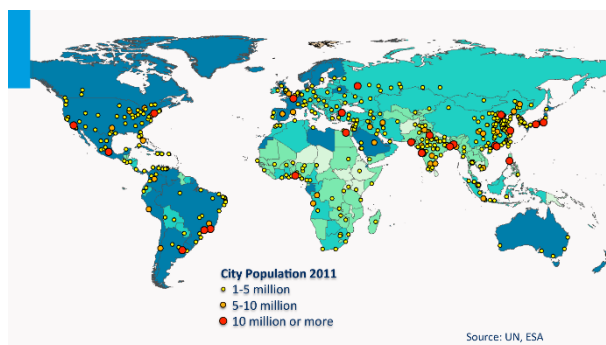 City Population 2011
1-5 million
5-10 million
10 million or more
Source: UN, ESA